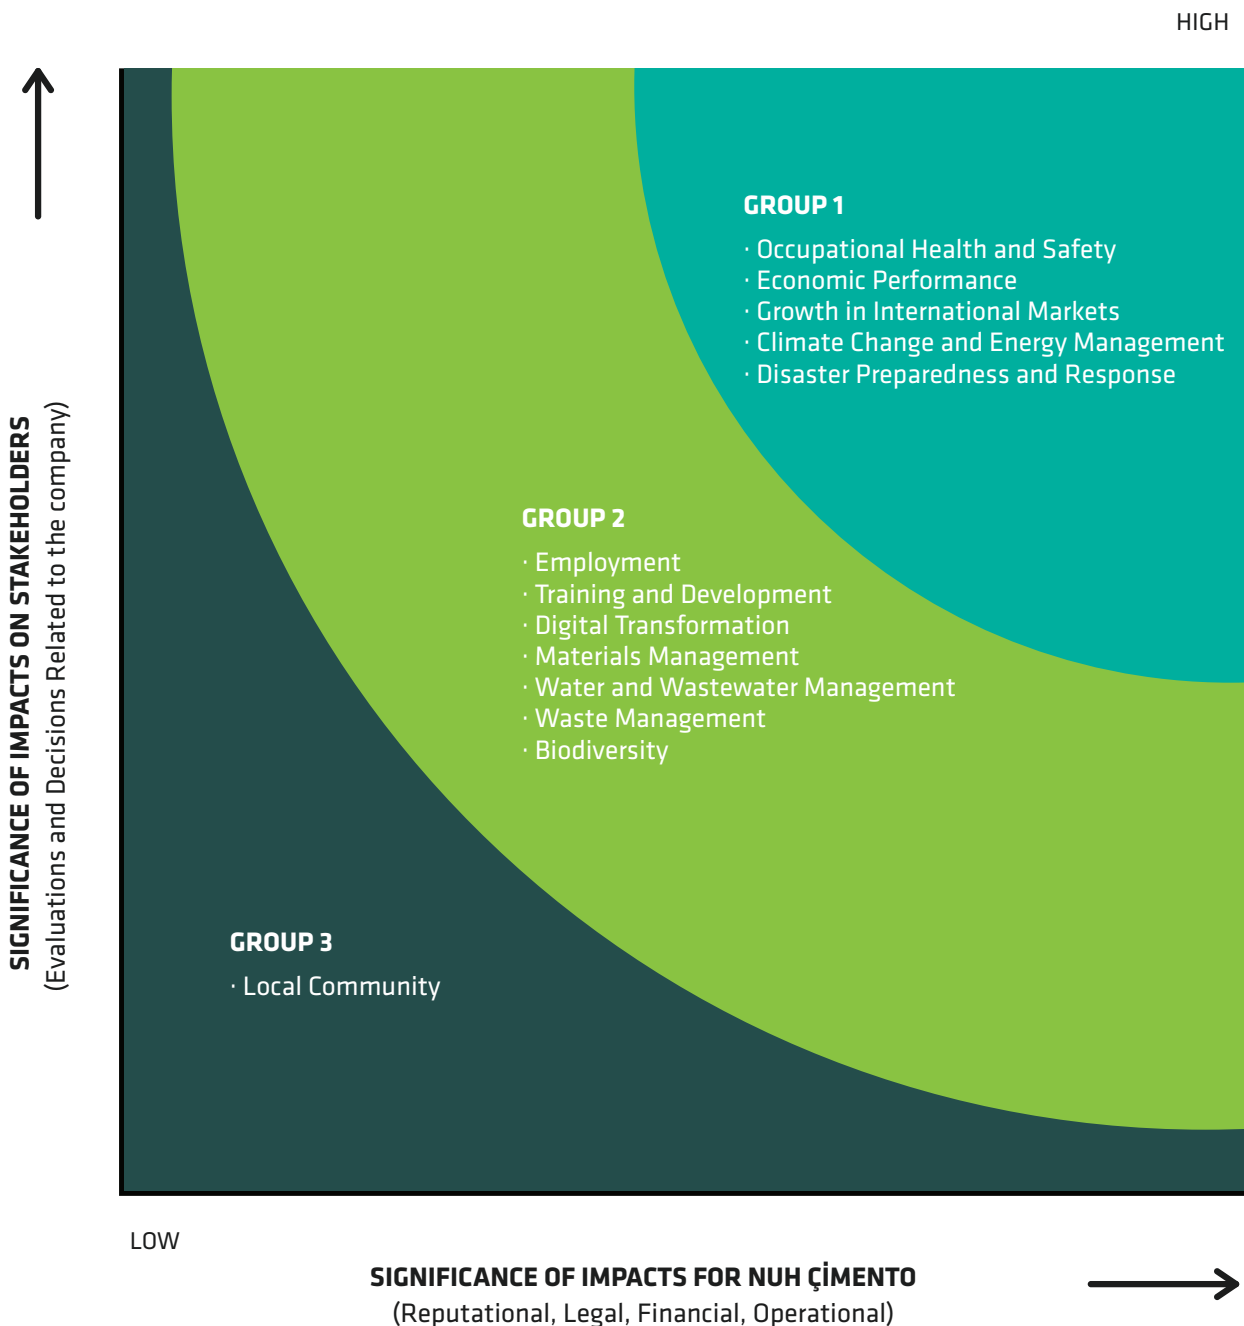 HIGH
GROUP 1
· Occupational Health and Safety
· Economic Performance
· Growth in International Markets
· Climate Change and Energy Management
· Disaster Preparedness and Response
SIGNIFICANCE OF IMPACTS ON STAKEHOLDERS
(Evaluations and Decisions Related to the company)
GROUP 2
· Employment
· Training and Development
· Digital Transformation
· Materials Management
· Water and Wastewater Management
· Waste Management
· Biodiversity
GROUP 3
· Local Community
LOW
SIGNIFICANCE OF IMPACTS FOR NUH ÇİMENTO
(Reputational, Legal, Financial, Operational)